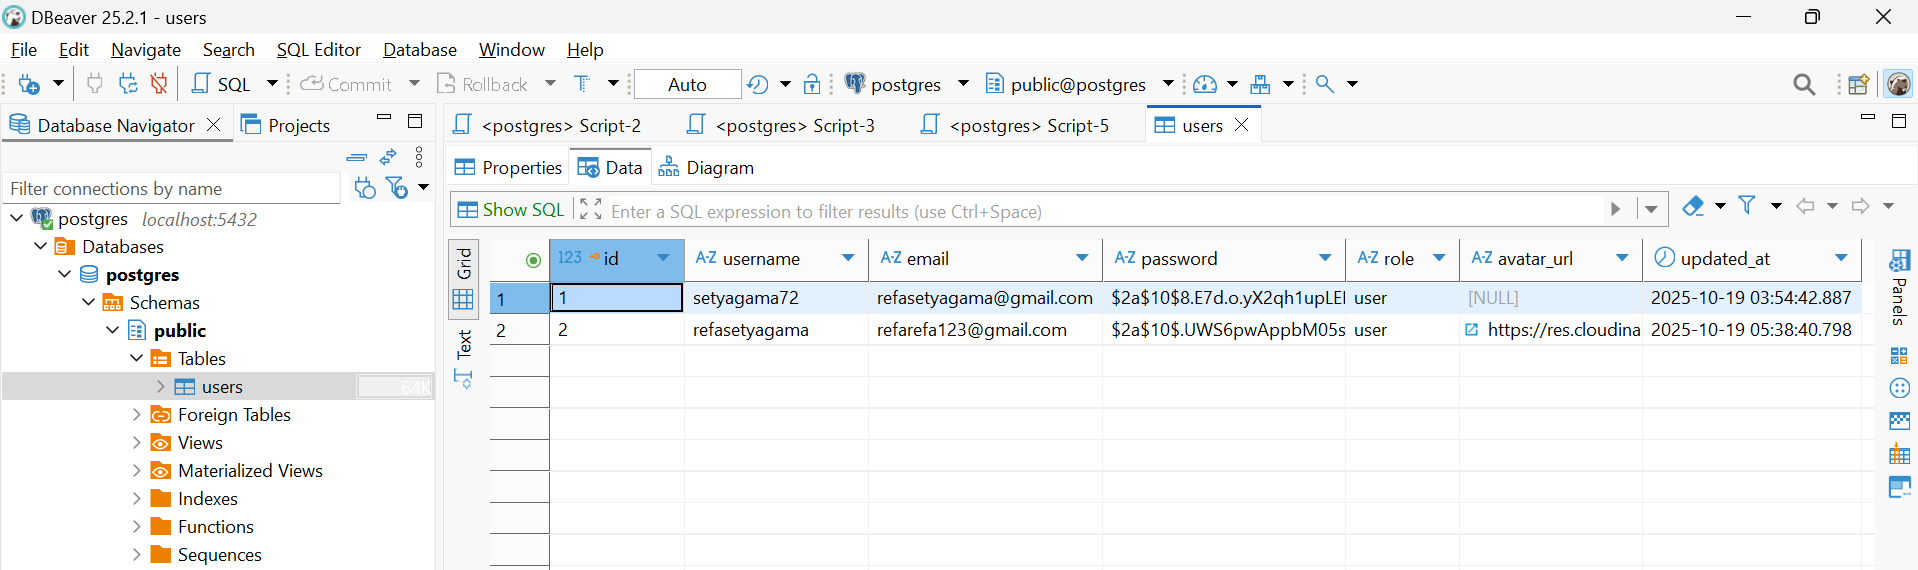 DBeaver 25.2.1 - users
File Edit Navigate Search SQL Editor Database Window Help
SQL Commit Rollback T Auto postgres public@postgres
Database Navigator Projects
<postgres> Script-2 <postgres> Script-3 <postgres> Script-5 users
Properties Data Diagram
Filter connections by name
Show SQL Enter a SQL expression to filter results (use Ctrl+Space)
postgres localhost:5432
Databases
postgres
Schemas
public
Tables
users 64K
Foreign Tables
Views
Materialized Views
Indexes
Functions
Sequences
Grid
Text
123 id A-Z username A-Z email A-Z password A-Z role A-Z avatar_url updated_at
1 1 setyagama72 refasetyagama@gmail.com $2a$10$8.E7d.o.yX2qh1upLEI user [NULL] 2025-10-19 03:54:42.887
2 2 refasetyagama refarefa123@gmail.com $2a$10$.UWS6pwAppbM05s user https://res.cloudina 2025-10-19 05:38:40.798
Panels